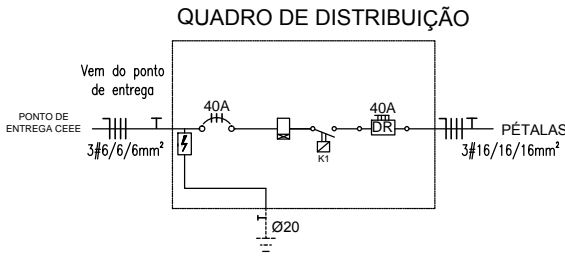 QUADRO DE DISTRIBUIÇÃO
Vem do ponto
de entrega
PONTO DE
ENTREGA CEEE
3#6/6/6mm²
40A
K1
40A
DR
PÉTALAS
3#16/16/16mm²
Ø20